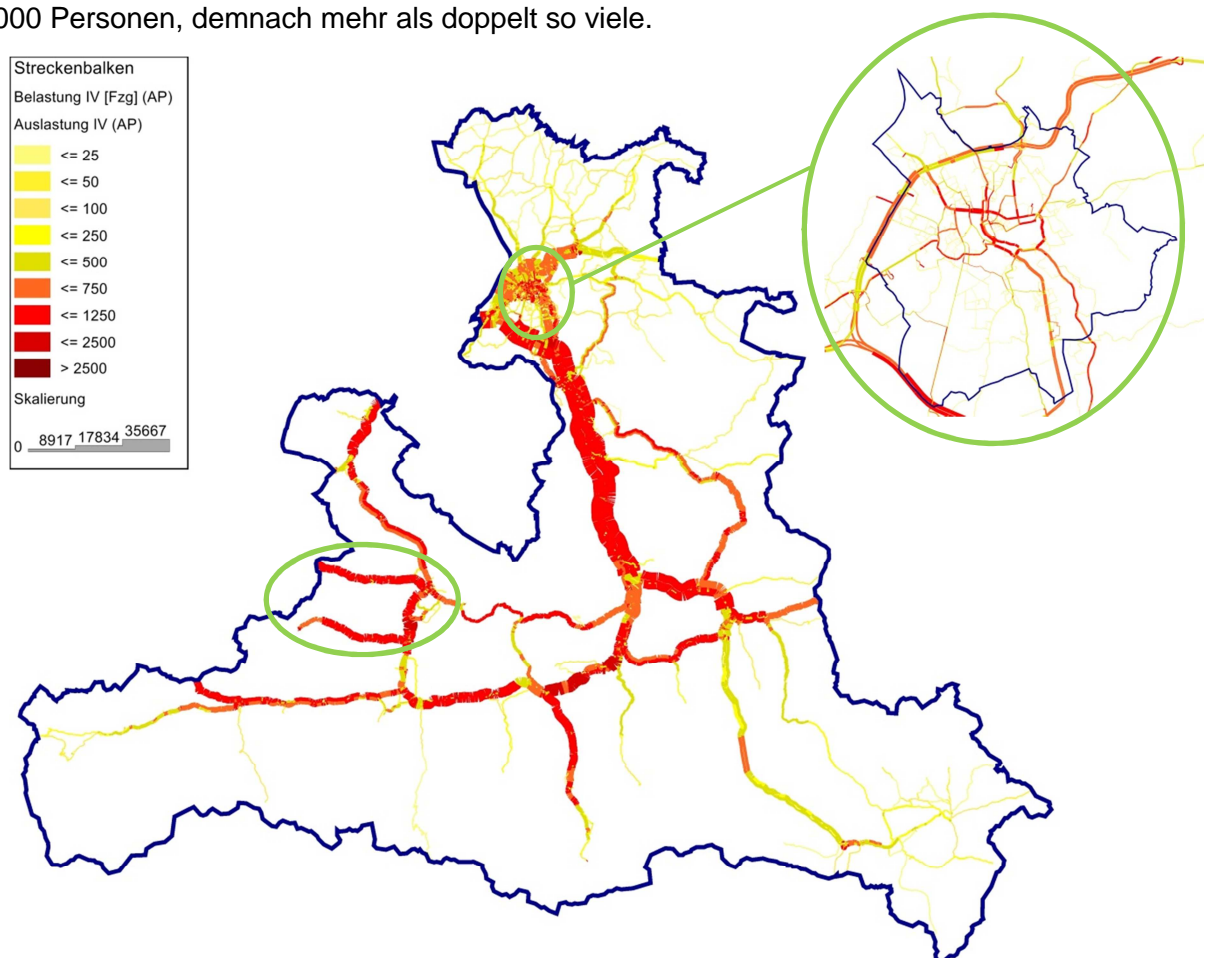 000 Personen, demnach mehr als doppelt so viele.
Streckenbalken
Belastung IV [Fzg] (AP)
Auslastung IV (AP)
<= 25
<= 50
<= 100
<= 250
<= 500
<= 750
<= 1250
<= 2500
> 2500
Skalierung
0 8917 17834 35667